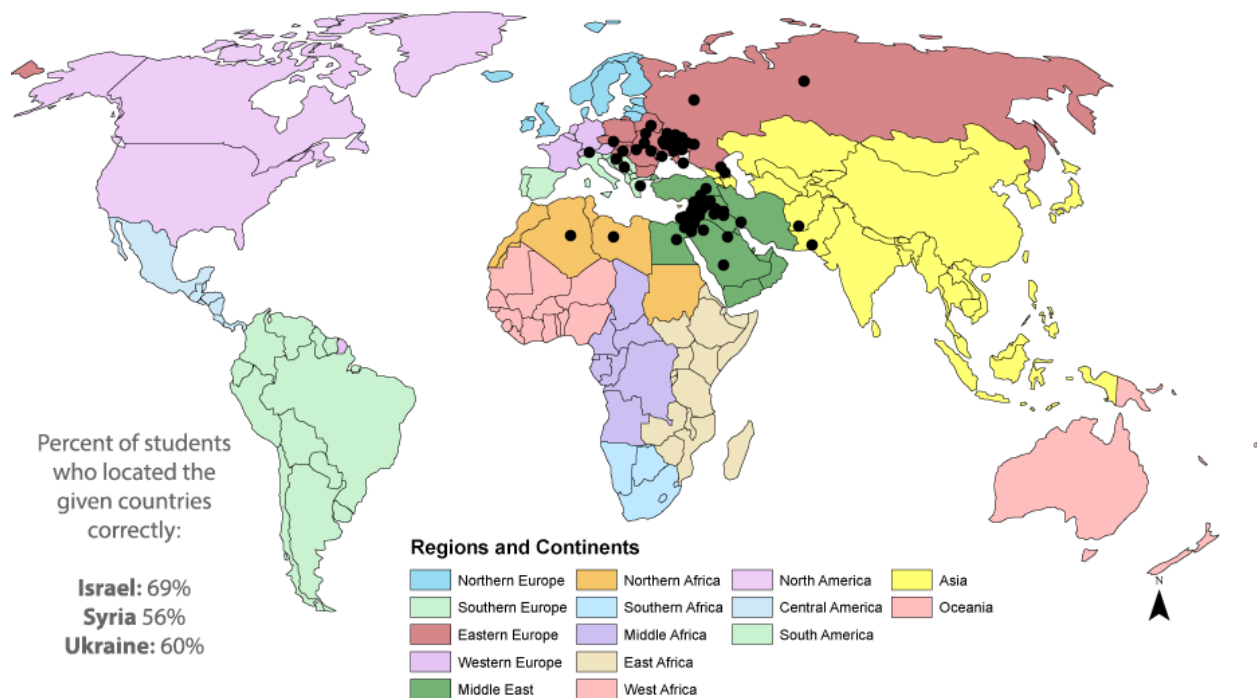 Percent of students
who located the
given countries
correctly:
Israel: 69%
Syria 56%
Ukraine: 60%
Regions and Continents
Northern Europe
Southern Europe
Eastern Europe
Western Europe
Middle East
Northern Africa
Southern Africa
Middle Africa
East Africa
West Africa
North America
Central America
South America
Asia
Oceania
N